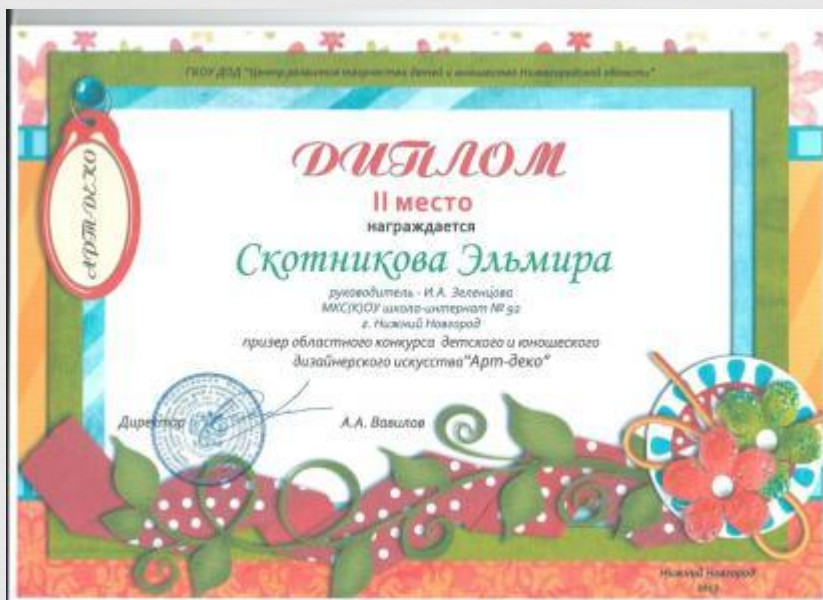 ГБОУ ДОД "Центр развития творчества детей и юношества Нижегородской области"
АРТ-ДЕКО
ДИПЛОМ
II место
награждается
Скотникова Эльмира
руководитель - И.А. Зеленцова
МКС(К)ОУ школа-интернат № 92
г. Нижний Новгород
призер областного конкурса детского и юношеского
дизайнерского искусства "Арт-деко"
Директор А.А. Вавилов
Нижний Новгород